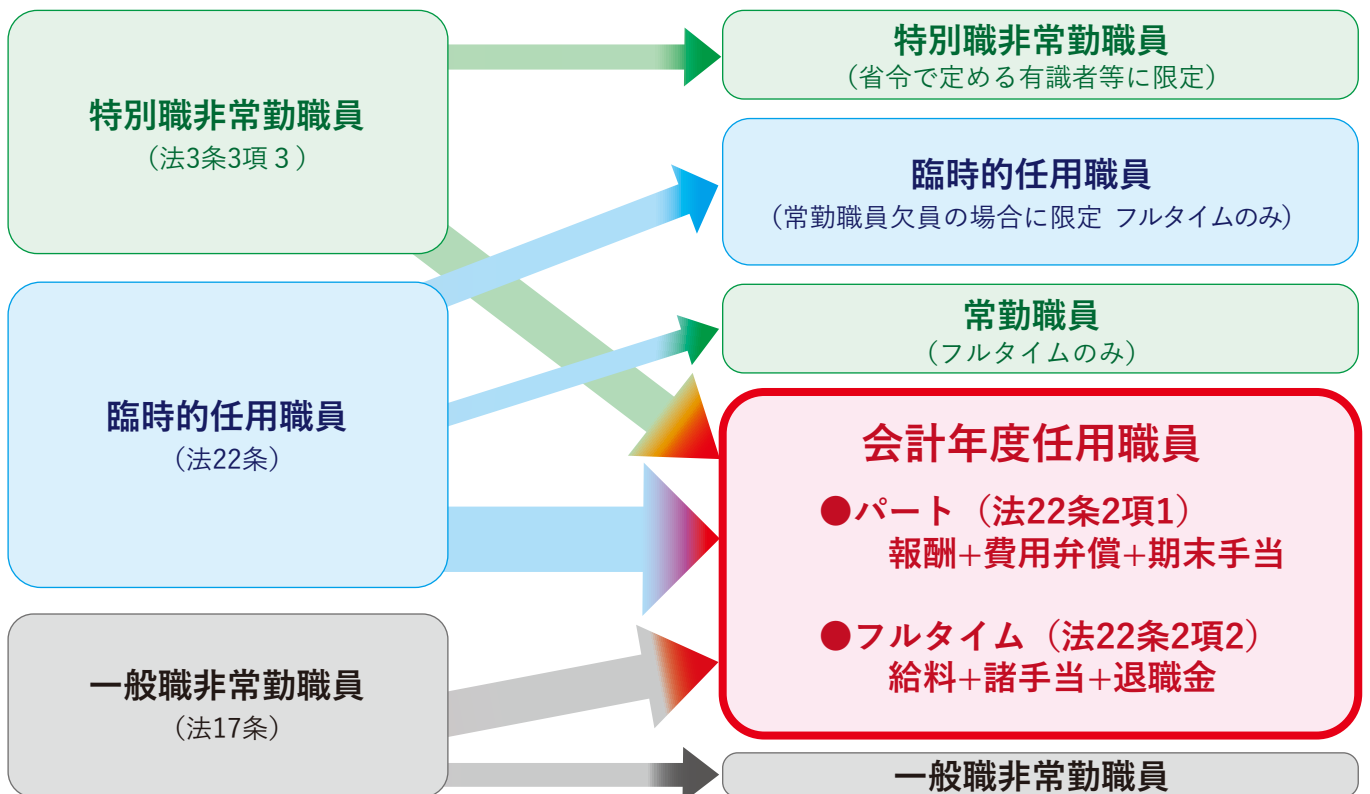 特別職非常勤職員
（法3条3項３）
臨時的任用職員
（法22条）
一般職非常勤職員
（法17条）
特別職非常勤職員
（省令で定める有識者等に限定）
臨時的任用職員
（常勤職員欠員の場合に限定 フルタイムのみ）
常勤職員
（フルタイムのみ）
会計年度任用職員
●パート（法22条2項1）
報酬+費用弁償+期末手当
●フルタイム（法22条2項2）
給料+諸手当+退職金
一般職非常勤職員